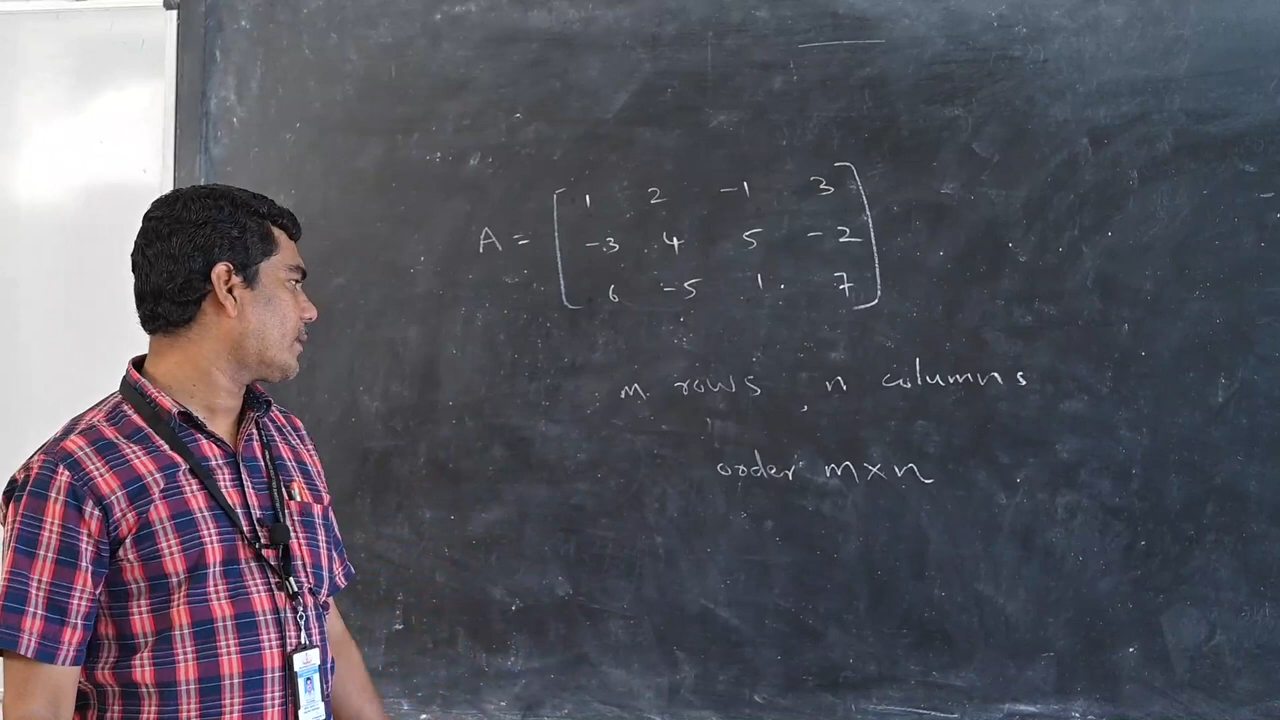 1 2 -1 3
A = -3 4 5 -2
6 -5 1 7
m rows, n columns
order m×n